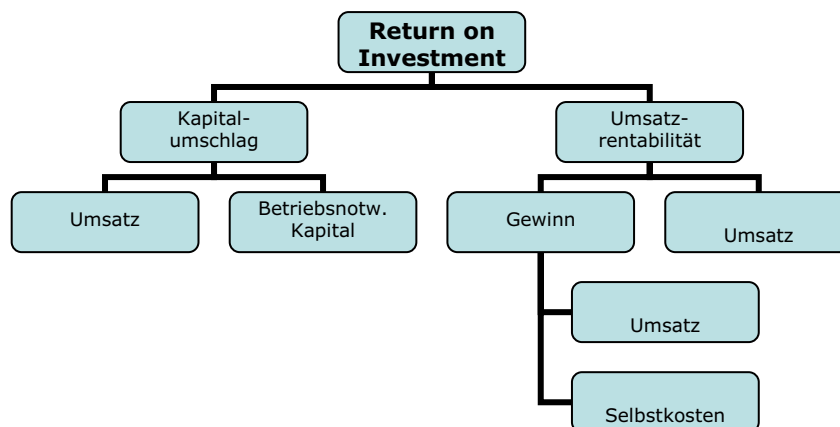 Return on
Investment
Kapital-
umschlag
Umsatz-
rentabilität
Umsatz
Betriebsnotw.
Kapital
Gewinn
Umsatz
Umsatz
Selbstkosten